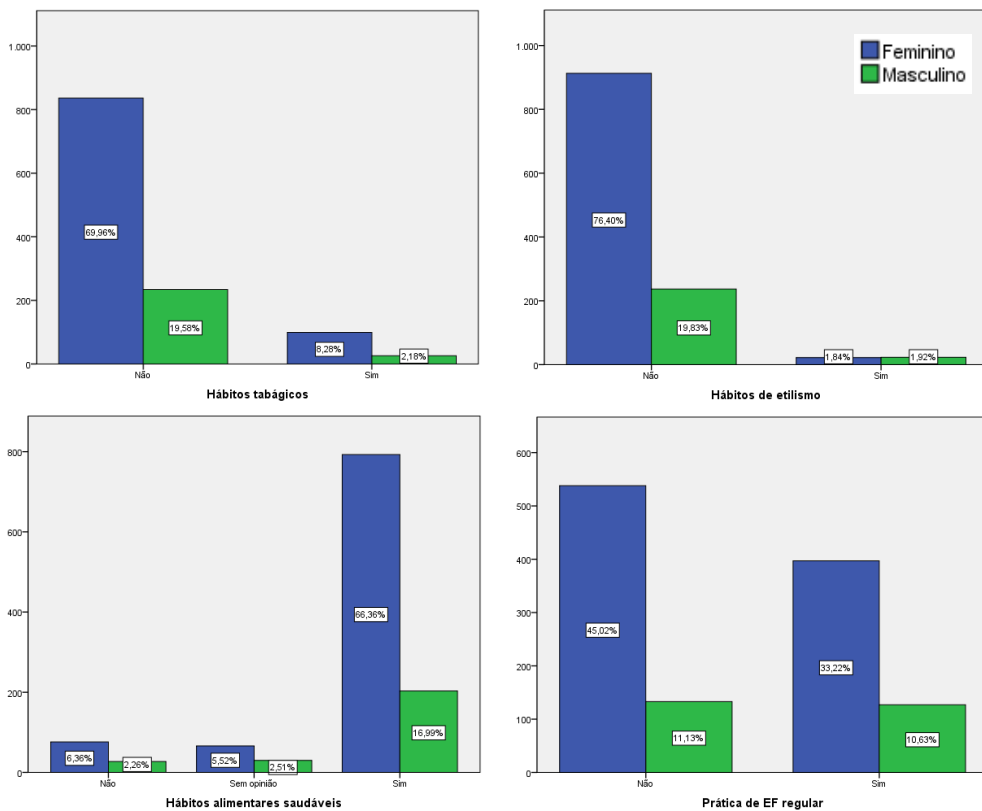 1.000
800
600
400
200
0
69,96%
19,58%
8,28%
2,18%
Não
Sim
Hábitos tabágicos
Feminino
Masculino
1.000
800
600
400
200
0
76,40%
19,83%
1,84%
1,92%
Não
Sim
Hábitos de etilismo
800
600
400
200
0
6,36%
2,26%
5,52%
2,51%
66,36%
16,99%
Não
Sem opinião
Sim
Hábitos alimentares saudáveis
600
500
400
300
200
100
0
45,02%
11,13%
33,22%
10,63%
Não
Sim
Prática de EF regular